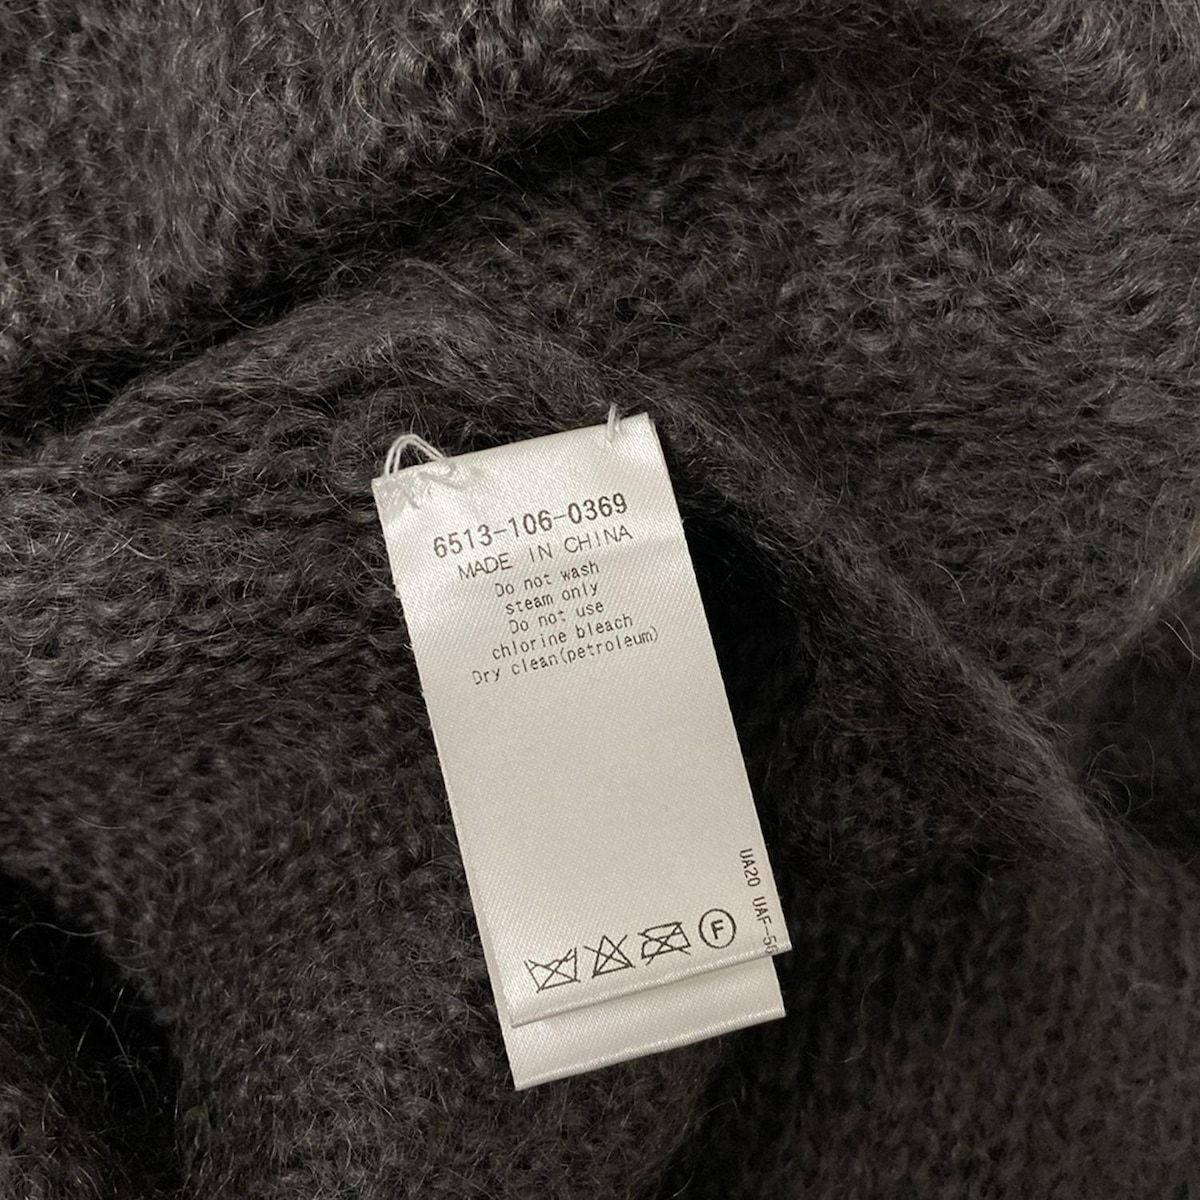 6513-106-0369
MADE IN CHINA
Do not wash
steam only
Do not use
chlorine bleach
Dry clean(petroleum)
UA20 UAF-56
F